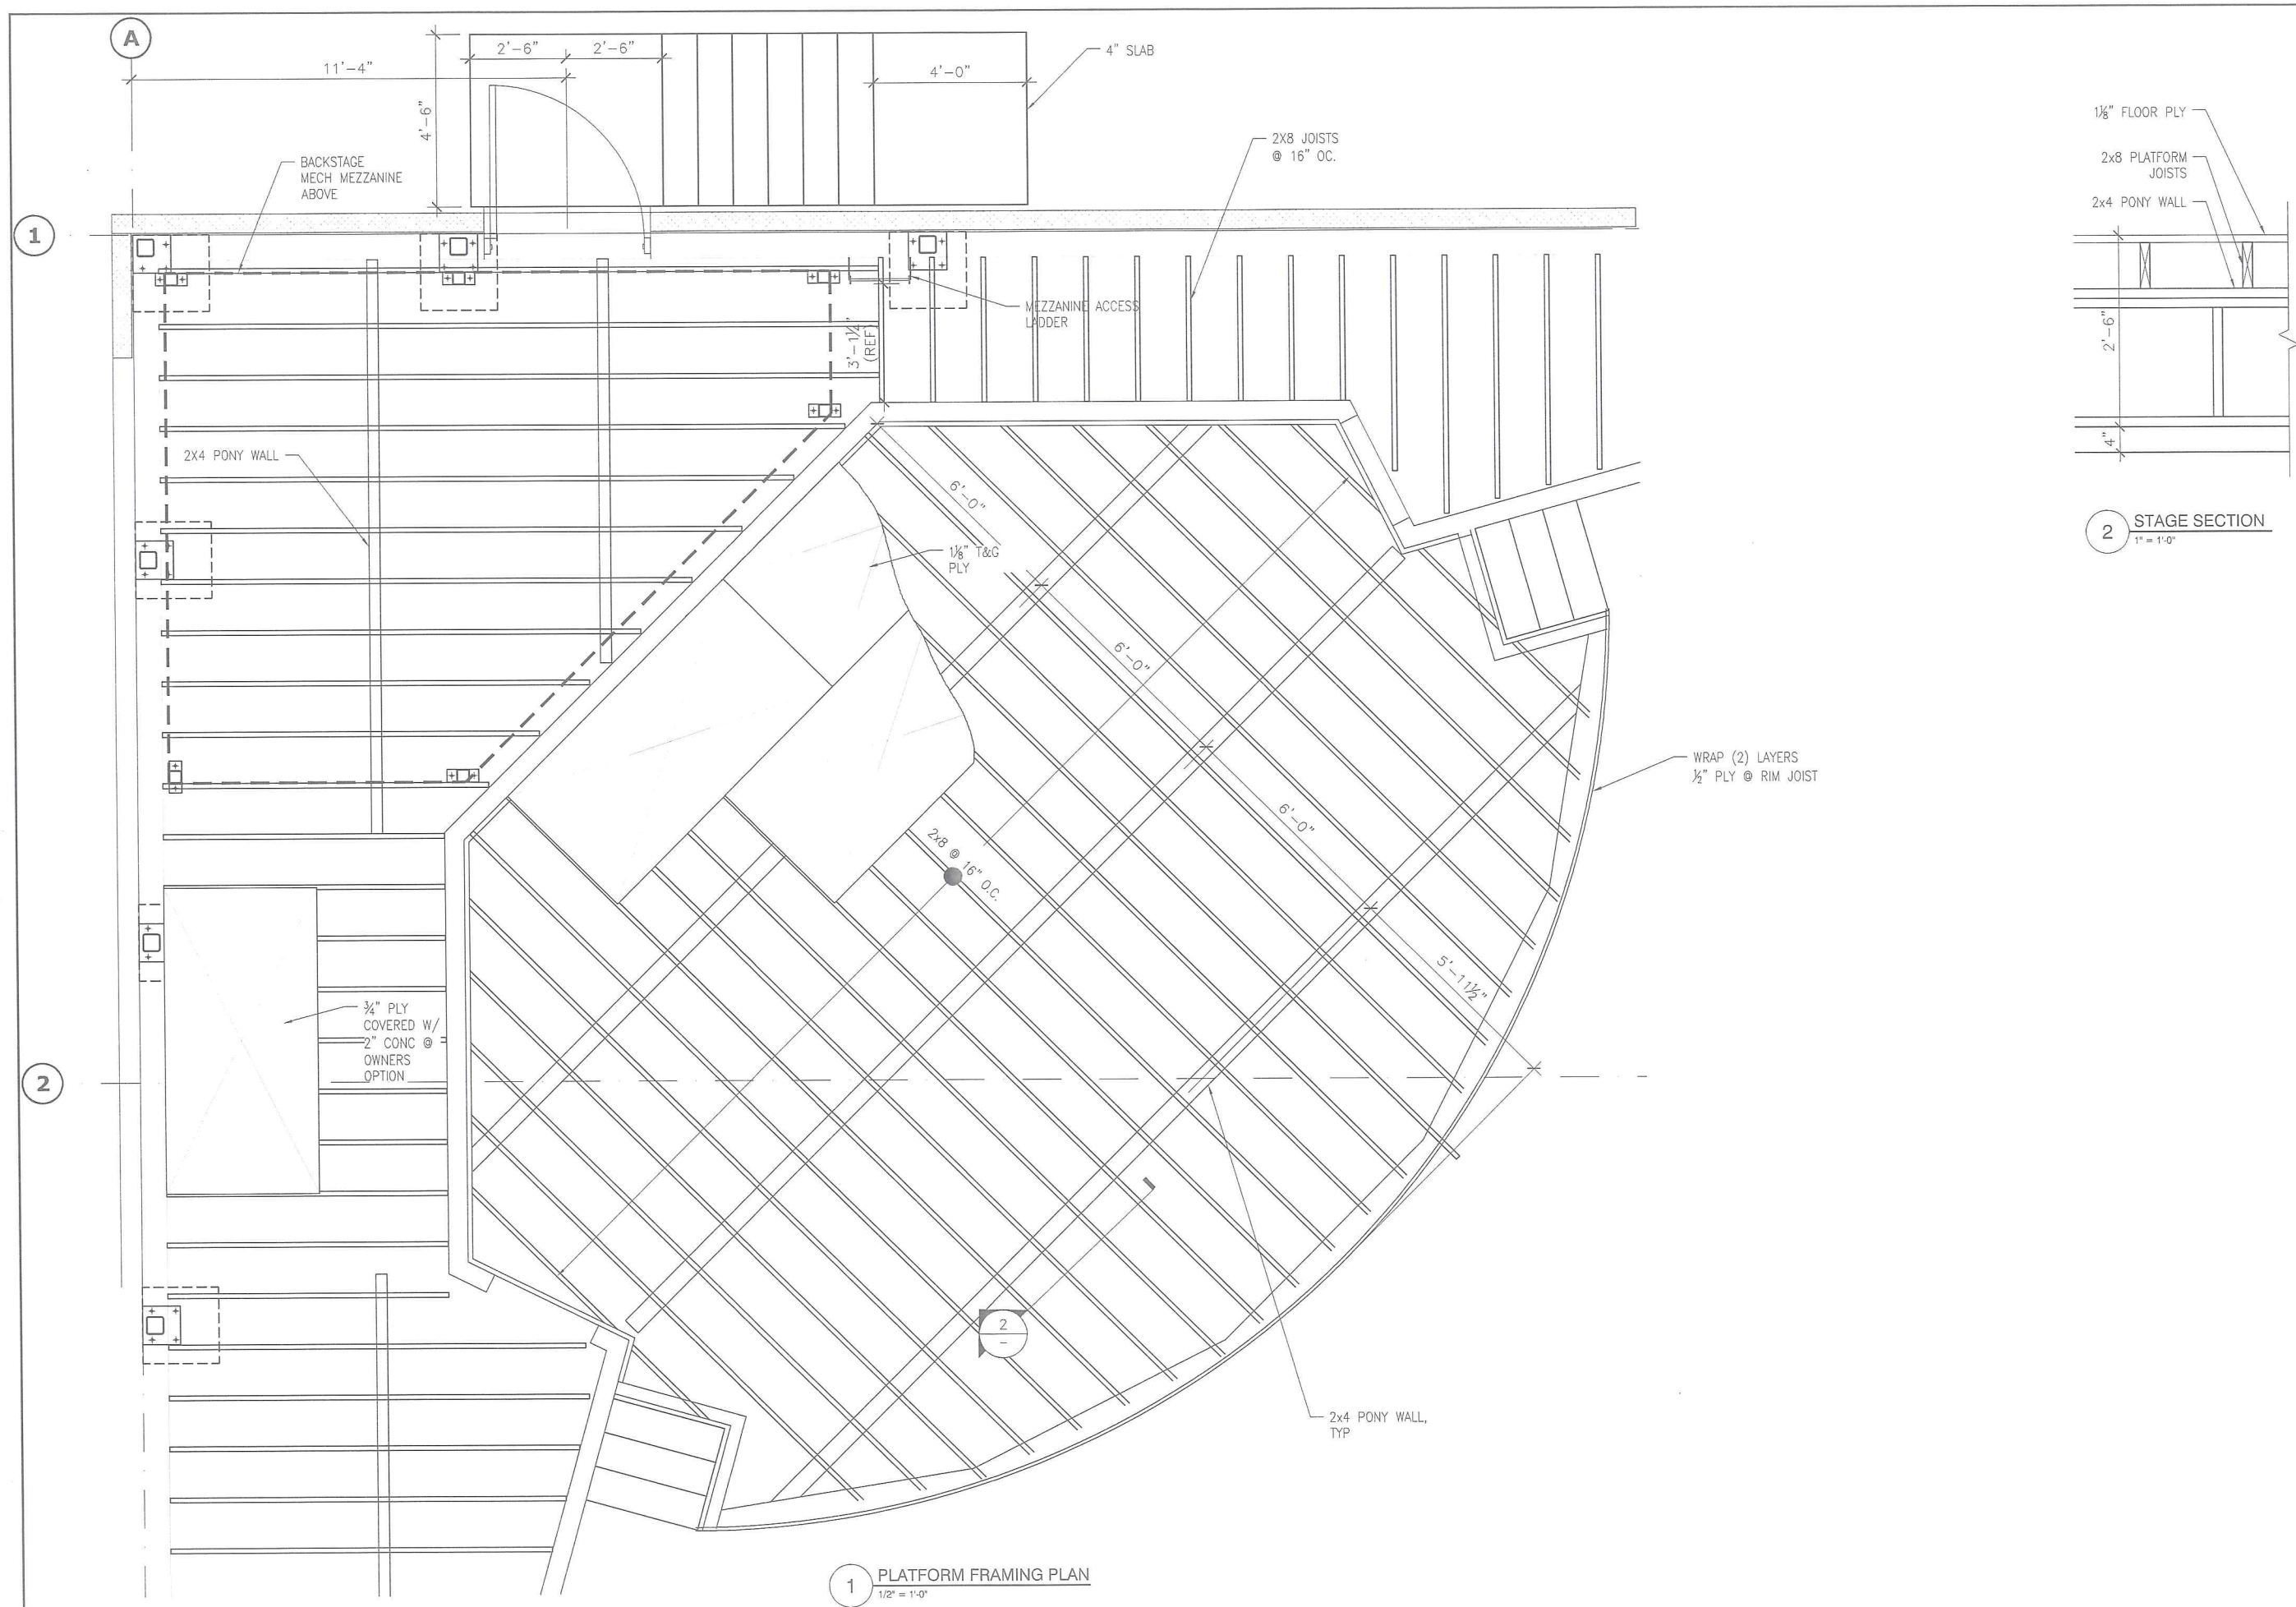 A
2'-6"
2'-6"
11'-4"
4'-0"
4" SLAB
4'-6"
BACKSTAGE
MECH MEZZANINE
ABOVE
2X8 JOISTS
@ 16" OC.
1
MEZZANINE ACCESS
LADDER
3'-1¼"
(REF)
2X4 PONY WALL
6'-0"
1⅛" T&G
PLY
6'-0"
6'-0"
2x8 @ 16" O.C.
WRAP (2) LAYERS
½" PLY @ RIM JOIST
5'-11½"
¾" PLY
COVERED W/
2" CONC @
OWNERS
OPTION
2
2
–
2x4 PONY WALL,
TYP
1
PLATFORM FRAMING PLAN
1/2" = 1'-0"
1⅛" FLOOR PLY
2x8 PLATFORM
JOISTS
2x4 PONY WALL
2'-6"
4"
2
STAGE SECTION
1" = 1'-0"